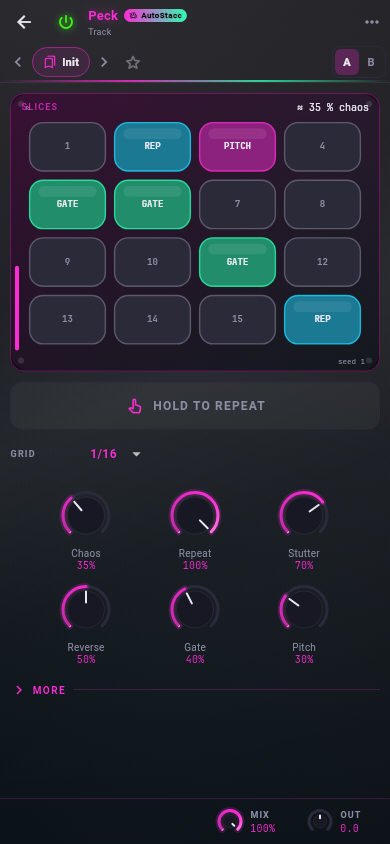 Peck AutoStacc
Track
Init
A B
SLICES ≈ 35 % chaos
1 REP PITCH 4
GATE GATE 7 8
9 10 GATE 12
13 14 15 REP
seed 1
HOLD TO REPEAT
GRID 1/16
Chaos Repeat Stutter
35% 100% 70%
Reverse Gate Pitch
50% 40% 30%
MORE
MIX OUT
100% 0.0